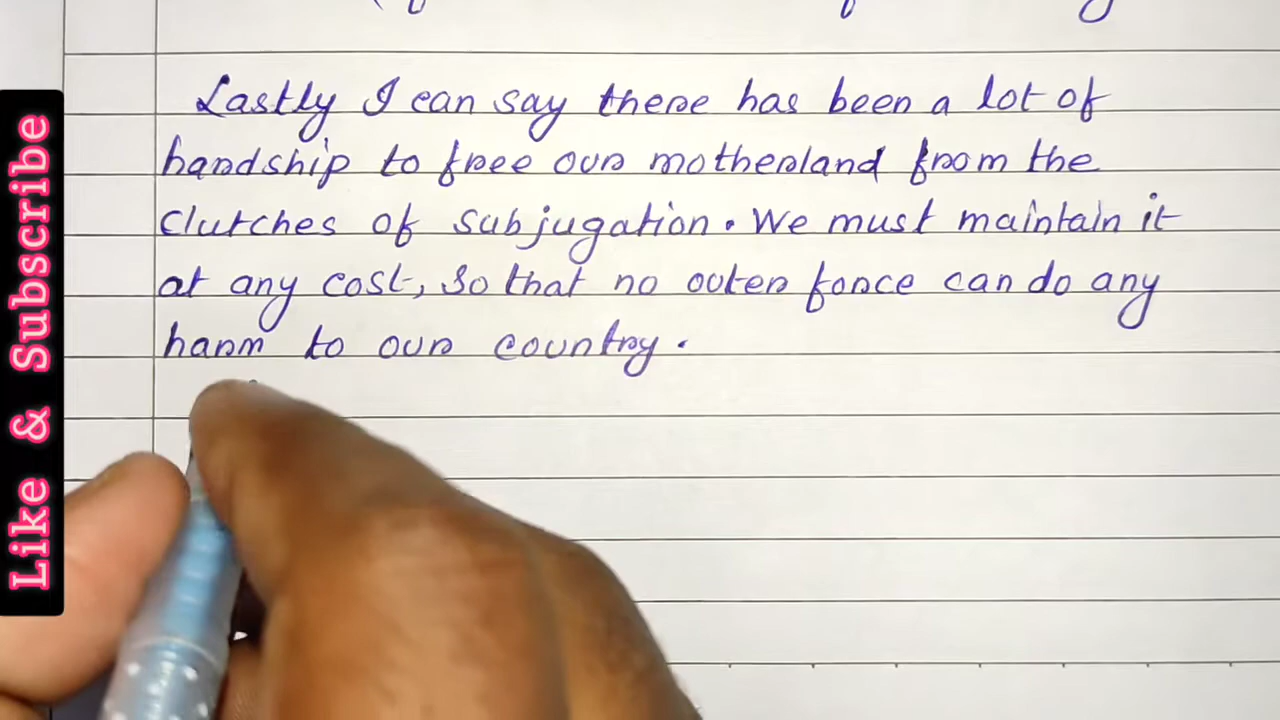 Lastly I can say there has been a lot of
hardship to free our motherland from the
clutches of subjugation. We must maintain it
at any cost, so that no outer force can do any
harm to our country.
Like & Subscribe